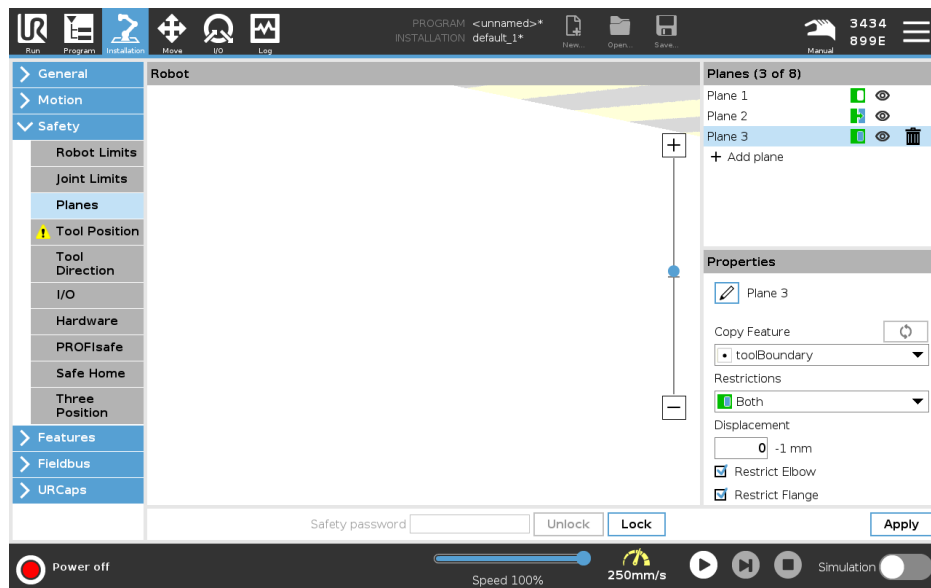 PROGRAM <unnamed>*
INSTALLATION default_1*
3434
899E
Run
Program
Installation
Move
I/O
Log
New...
Open...
Save...
Manual
General
Motion
Safety
Robot Limits
Joint Limits
Planes
Tool Position
Tool
Direction
I/O
Hardware
PROFIsafe
Safe Home
Three
Position
Features
Fieldbus
URCaps
Robot
Planes (3 of 8)
Plane 1
Plane 2
Plane 3
+ Add plane
Properties
Plane 3
Copy Feature
toolBoundary
Restrictions
Both
Displacement
0 -1 mm
Restrict Elbow
Restrict Flange
Safety password
Unlock
Lock
Apply
Power off
Speed 100%
250mm/s
Simulation